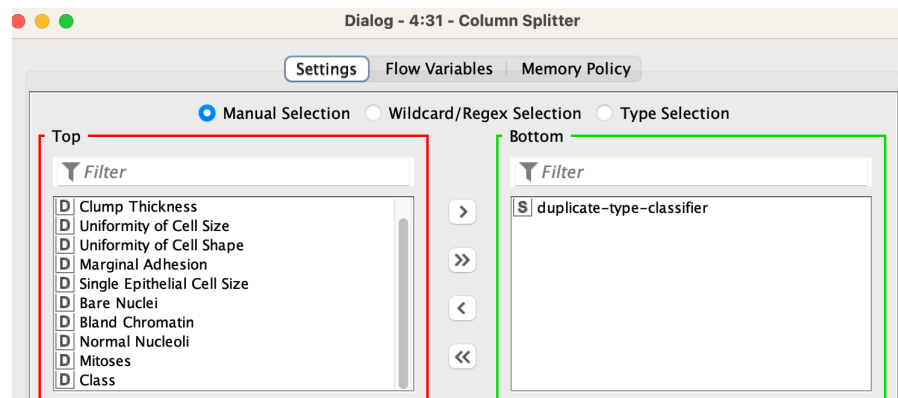 Dialog - 4:31 - Column Splitter
Settings Flow Variables Memory Policy
Manual Selection Wildcard/Regex Selection Type Selection
Top
Filter
D Clump Thickness
D Uniformity of Cell Size
D Uniformity of Cell Shape
D Marginal Adhesion
D Single Epithelial Cell Size
D Bare Nuclei
D Bland Chromatin
D Normal Nucleoli
D Mitoses
D Class
>
>>
<
<<
Bottom
Filter
S duplicate-type-classifier